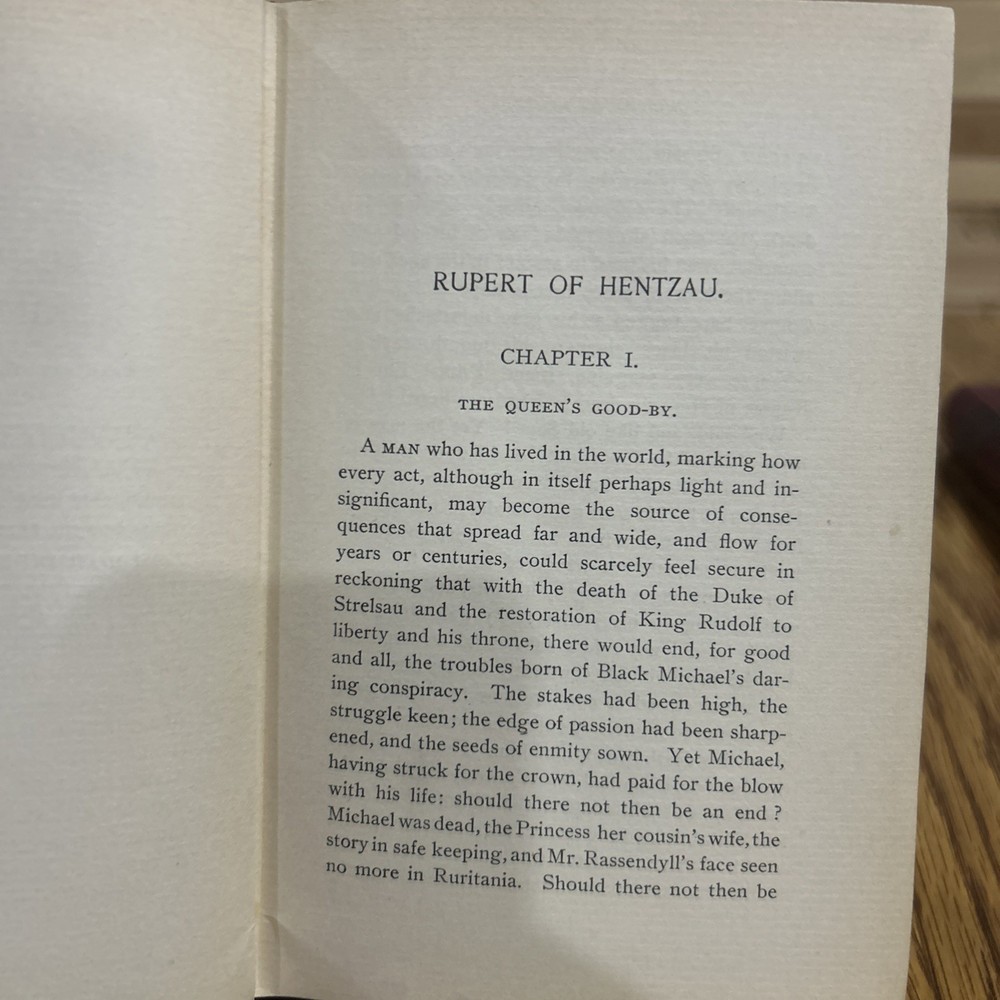 RUPERT OF HENTZAU.
CHAPTER I.
THE QUEEN'S GOOD-BY.
A MAN who has lived in the world, marking how
every act, although in itself perhaps light and in-
significant, may become the source of conse-
quences that spread far and wide, and flow for
years or centuries, could scarcely feel secure in
reckoning that with the death of the Duke of
Strelsau and the restoration of King Rudolf to
liberty and his throne, there would end, for good
and all, the troubles born of Black Michael's dar-
ing conspiracy. The stakes had been high, the
struggle keen; the edge of passion had been sharp-
ened, and the seeds of enmity sown. Yet Michael,
having struck for the crown, had paid for the blow
with his life: should there not then be an end?
Michael was dead, the Princess her cousin's wife, the
story in safe keeping, and Mr. Rassendyll's face seen
no more in Ruritania. Should there not then be